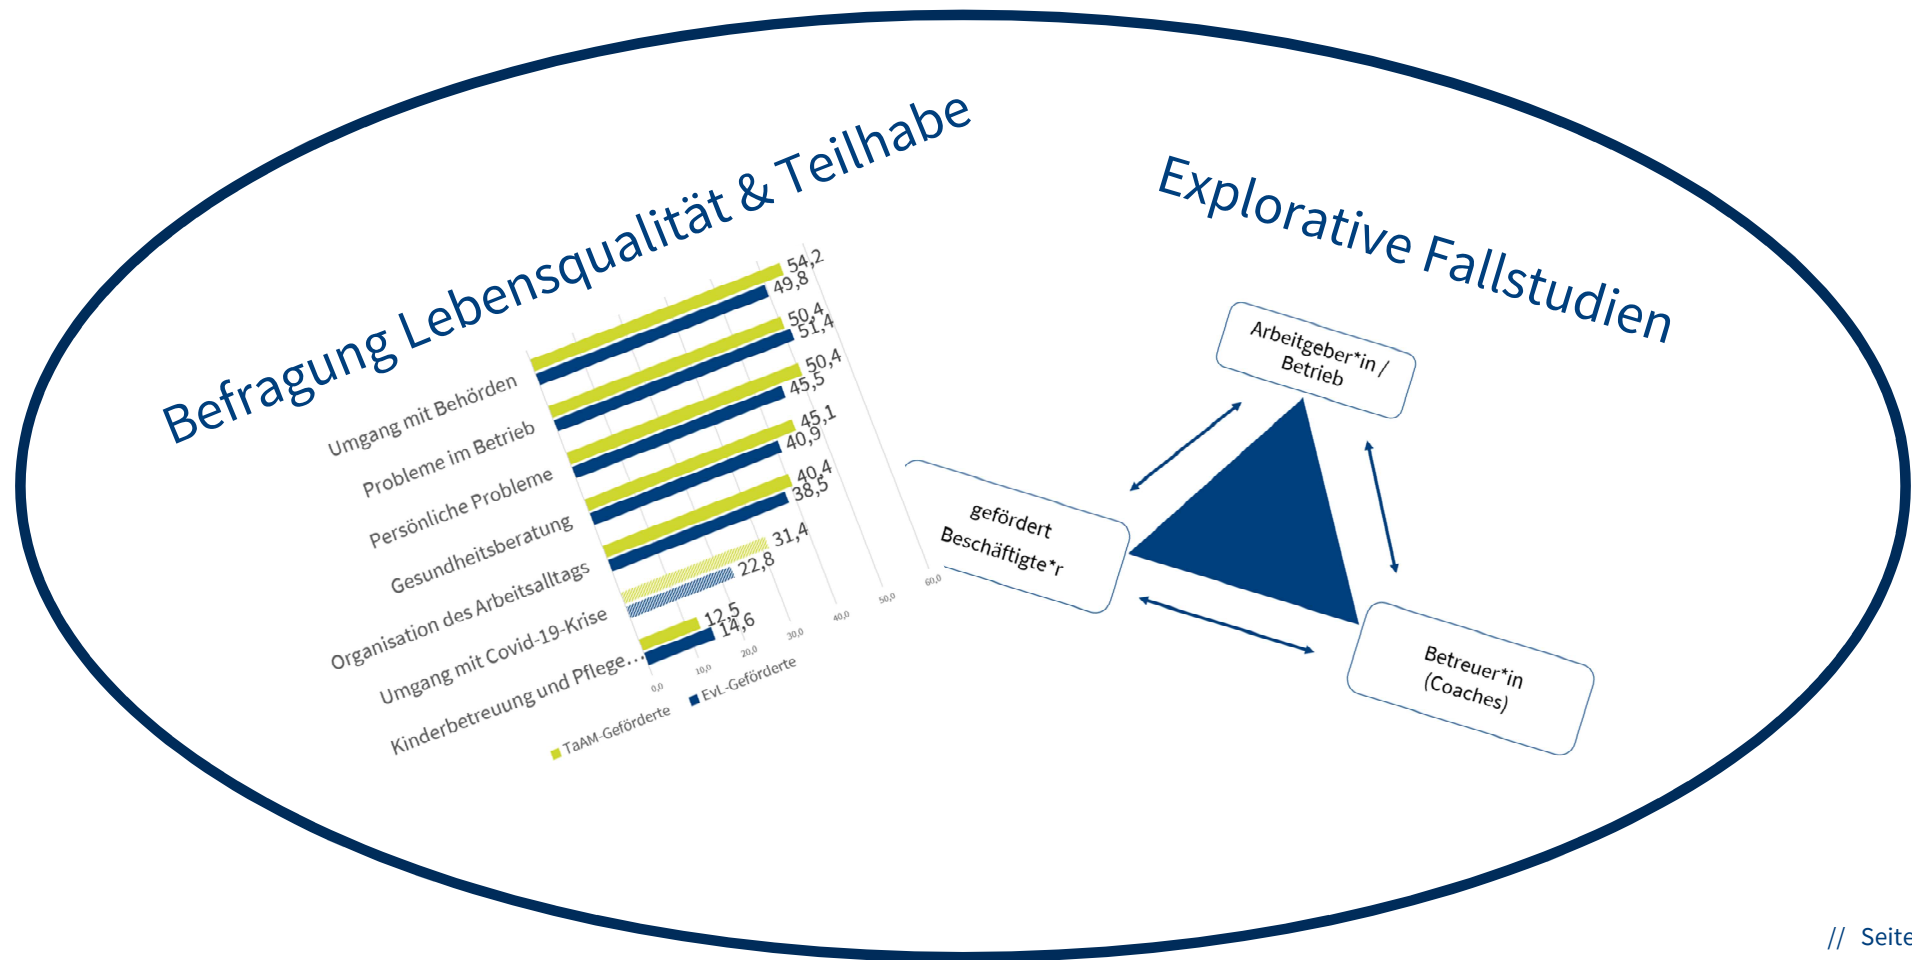 Befragung Lebensqualität & Teilhabe
Umgang mit Behörden
54,2
49,8
Probleme im Betrieb
50,4
51,4
Persönliche Probleme
50,4
45,5
Gesundheitsberatung
45,1
40,9
Organisation des Arbeitsalltags
40,4
38,5
Umgang mit Covid-19-Krise
31,4
22,8
Kinderbetreuung und Pflege...
12,5
14,6
0,0
10,0
20,0
30,0
40,0
50,0
60,0
TaAM-Geförderte
EvL-Geförderte
Explorative Fallstudien
Arbeitgeber*in /
Betrieb
gefördert
Beschäftigte*r
Betreuer*in
(Coaches)
// Seite